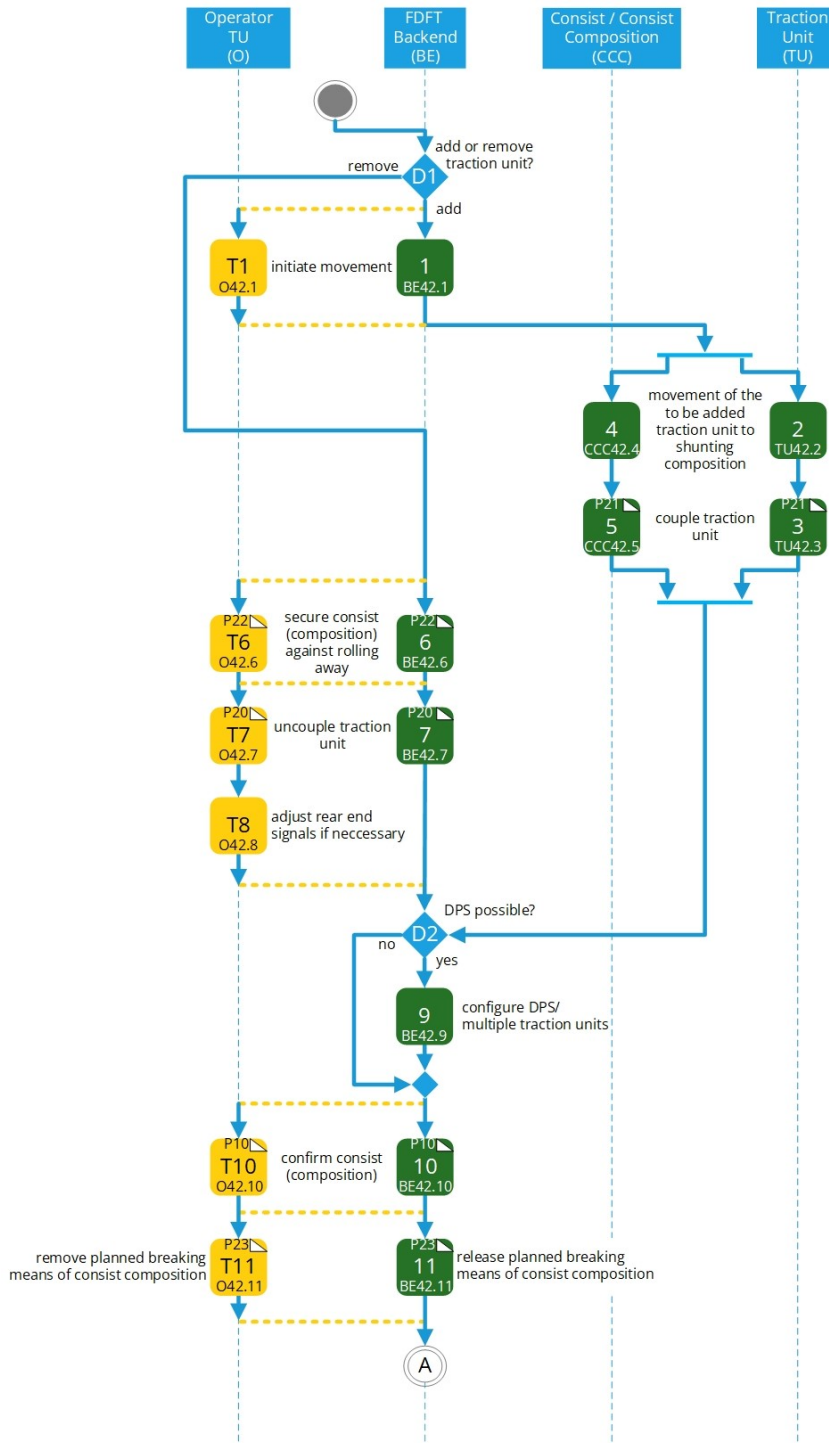 Operator
TU
(O)
FDFT
Backend
(BE)
Consist / Consist
Composition
(CCC)
Traction
Unit
(TU)
add or remove
traction unit?
remove
D1
add
T1
O42.1
initiate movement
1
BE42.1
movement of the
to be added
traction unit to
shunting
composition
4
CCC42.4
2
TU42.2
P21
5
CCC42.5
couple traction
unit
P21
3
TU42.3
P22
T6
O42.6
secure consist
(composition)
against rolling
away
P22
6
BE42.6
P20
T7
O42.7
uncouple traction
unit
P20
7
BE42.7
T8
O42.8
adjust rear end
signals if neccessary
DPS possible?
D2
no
yes
9
BE42.9
configure DPS/
multiple traction units
P10
T10
O42.10
confirm consist
(composition)
P10
10
BE42.10
remove planned breaking
means of consist composition
P23
T11
O42.11
P23
11
BE42.11
release planned breaking
means of consist composition
A